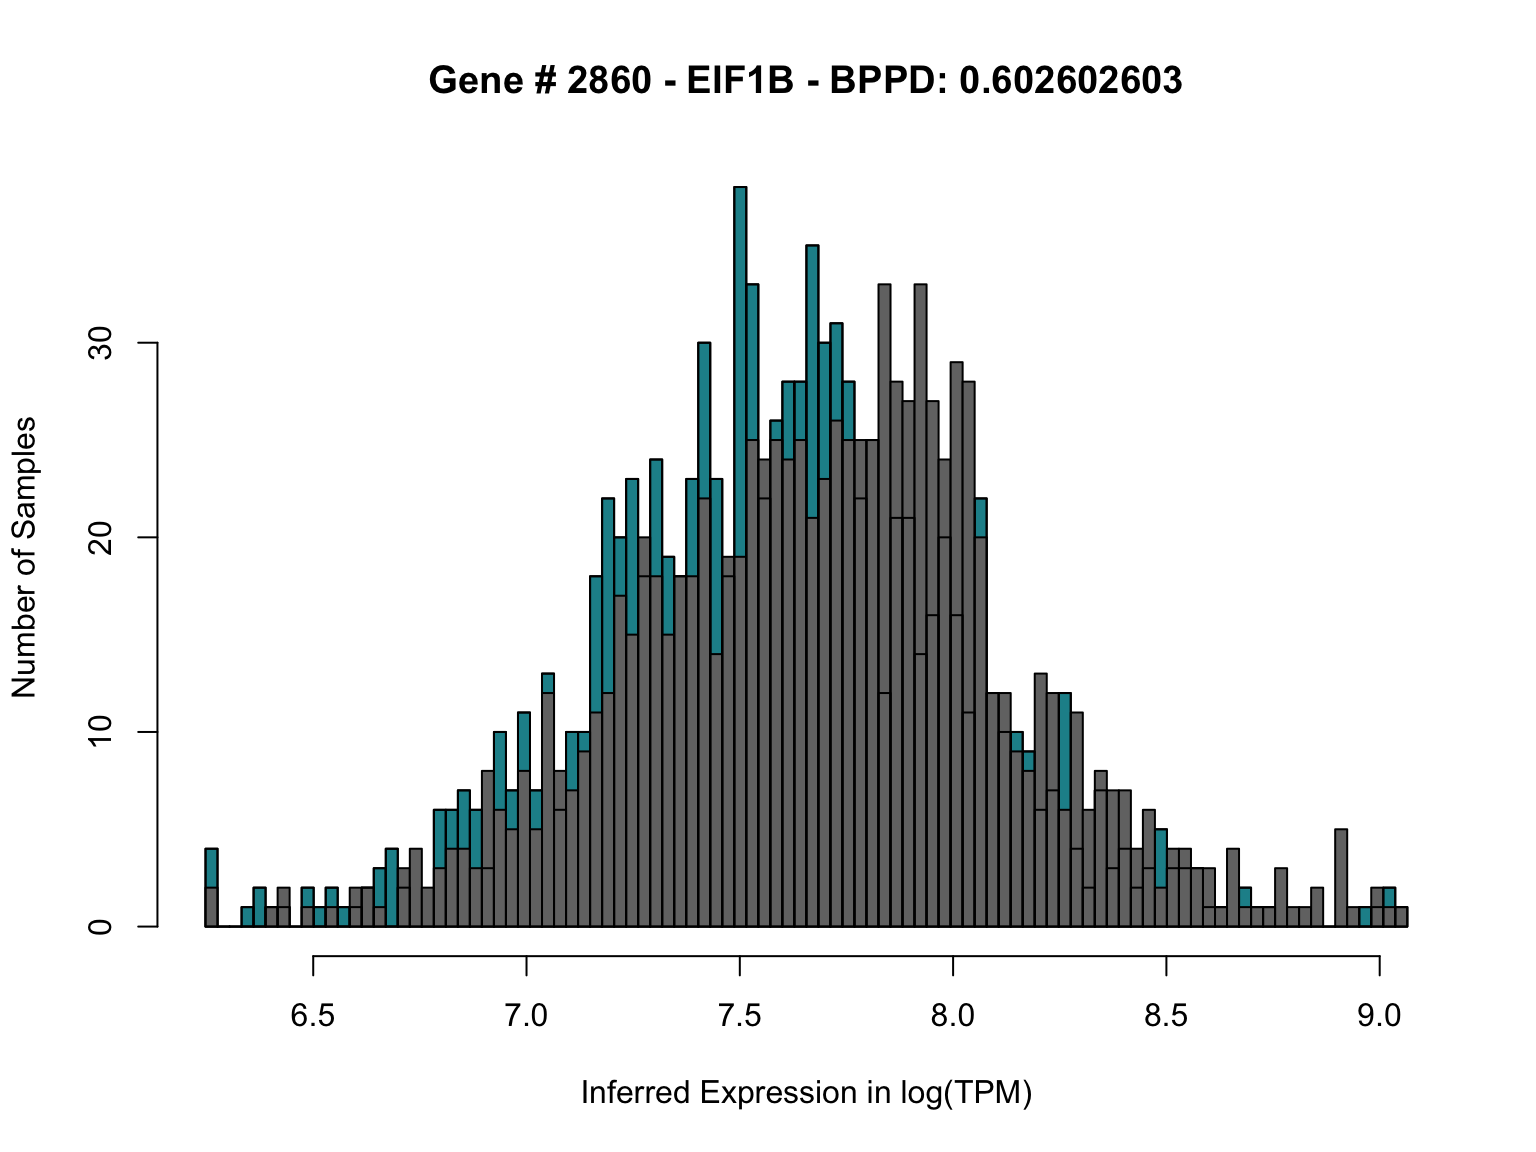 Gene # 2860 - EIF1B - BPPD: 0.602602603
Number of Samples
30
20
10
0
6.5 7.0 7.5 8.0 8.5 9.0
Inferred Expression in log(TPM)